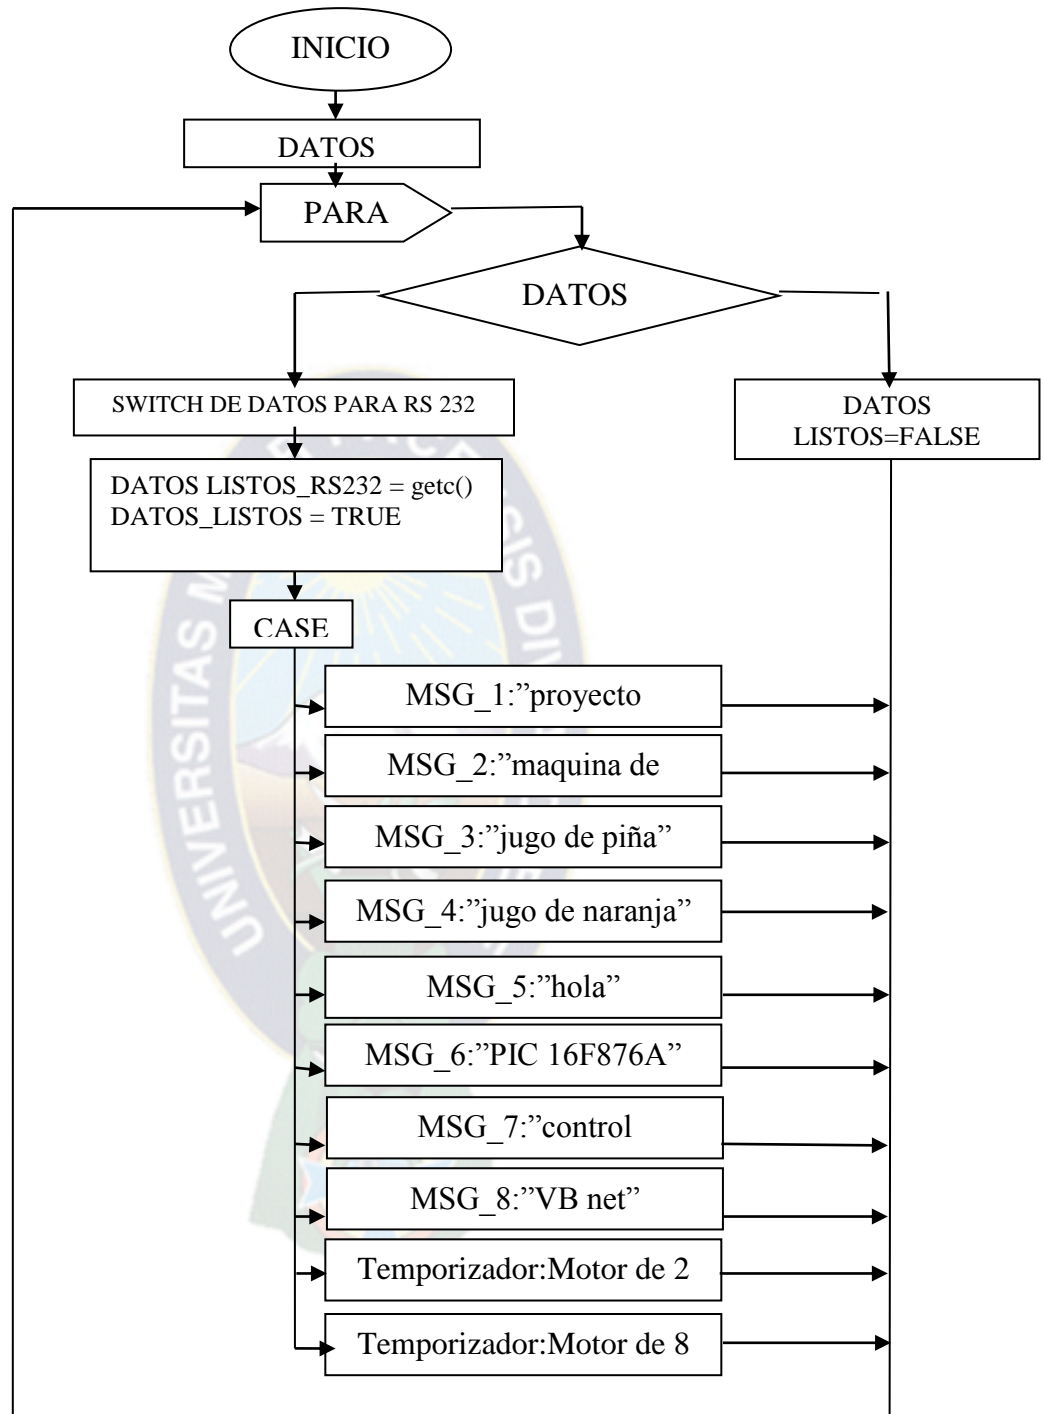 INICIO
DATOS
PARA
DATOS
SWITCH DE DATOS PARA RS 232
DATOS
LISTOS=FALSE
DATOS LISTOS_RS232 = getc()
DATOS_LISTOS = TRUE
CASE
MSG_1:”proyecto
MSG_2:”maquina de
MSG_3:”jugo de piña”
MSG_4:”jugo de naranja”
MSG_5:”hola”
MSG_6:”PIC 16F876A”
MSG_7:”control
MSG_8:”VB net”
Temporizador:Motor de 2
Temporizador:Motor de 8
UNIVERSITAS